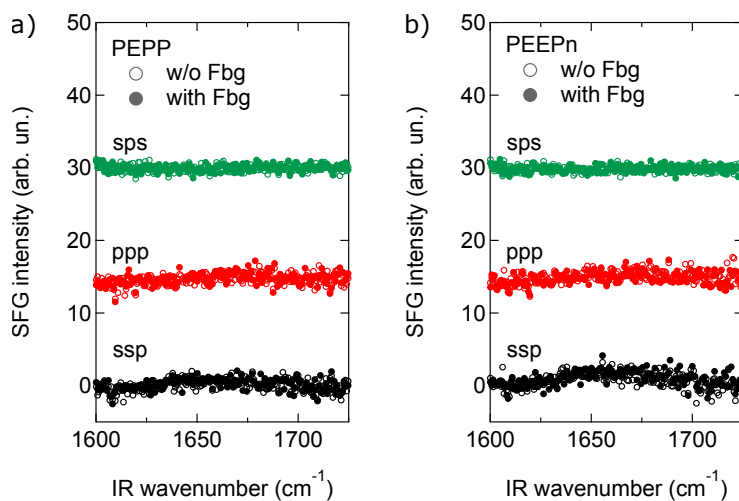 a)
50
40
30
20
10
0
SFG intensity (arb. un.)
PEPP
○ w/o Fbg
● with Fbg
sps
ppp
ssp
1600 1650 1700
IR wavenumber (cm⁻¹)
b)
50
40
30
20
10
0
SFG intensity (arb. un.)
PEEPn
○ w/o Fbg
● with Fbg
sps
ppp
ssp
1600 1650 1700
IR wavenumber (cm⁻¹)